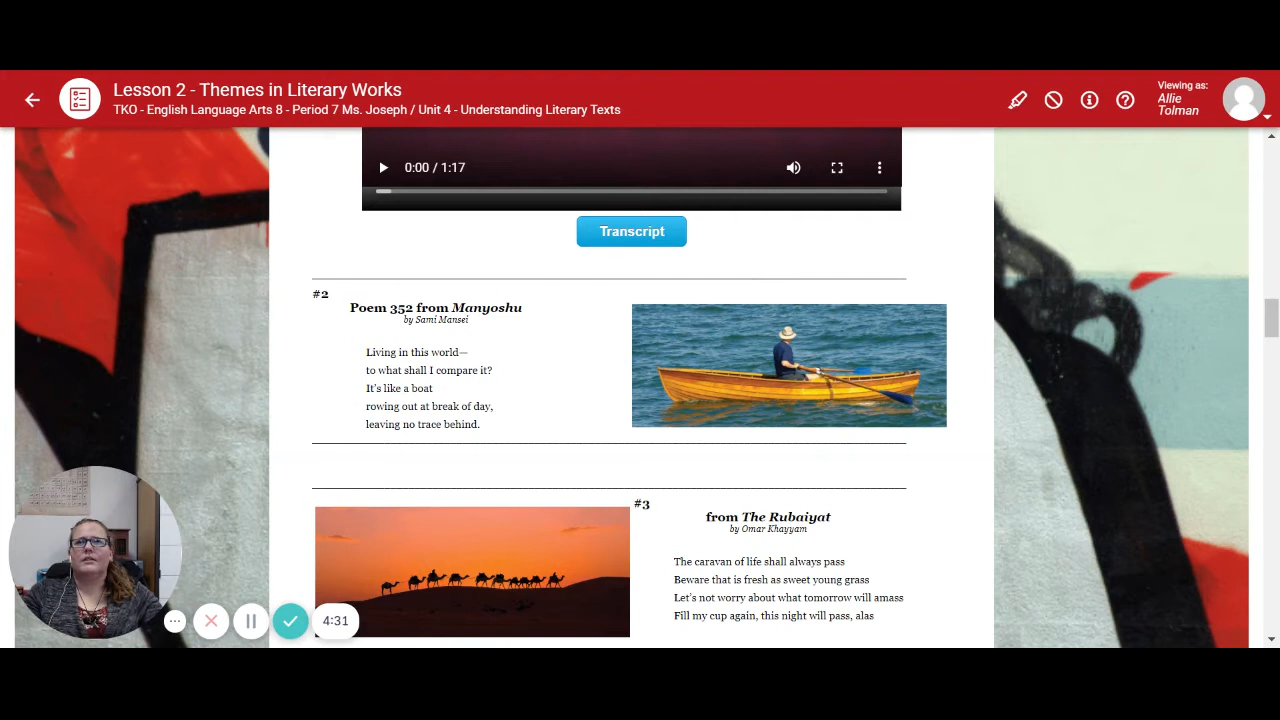 Lesson 2 - Themes in Literary Works
TKO - English Language Arts 8 - Period 7 Ms. Joseph / Unit 4 - Understanding Literary Texts
Viewing as:
Allie
Tolman
0:00 / 1:17
Transcript
#2
Poem 352 from Manyoshu
by Sami Mansei
Living in this world—
to what shall I compare it?
It's like a boat
rowing out at break of day,
leaving no trace behind.
#3
from The Rubaiyat
by Omar Khayyam
The caravan of life shall always pass
Beware that is fresh as sweet young grass
Let's not worry about what tomorrow will amass
Fill my cup again, this night will pass, alas
4:31